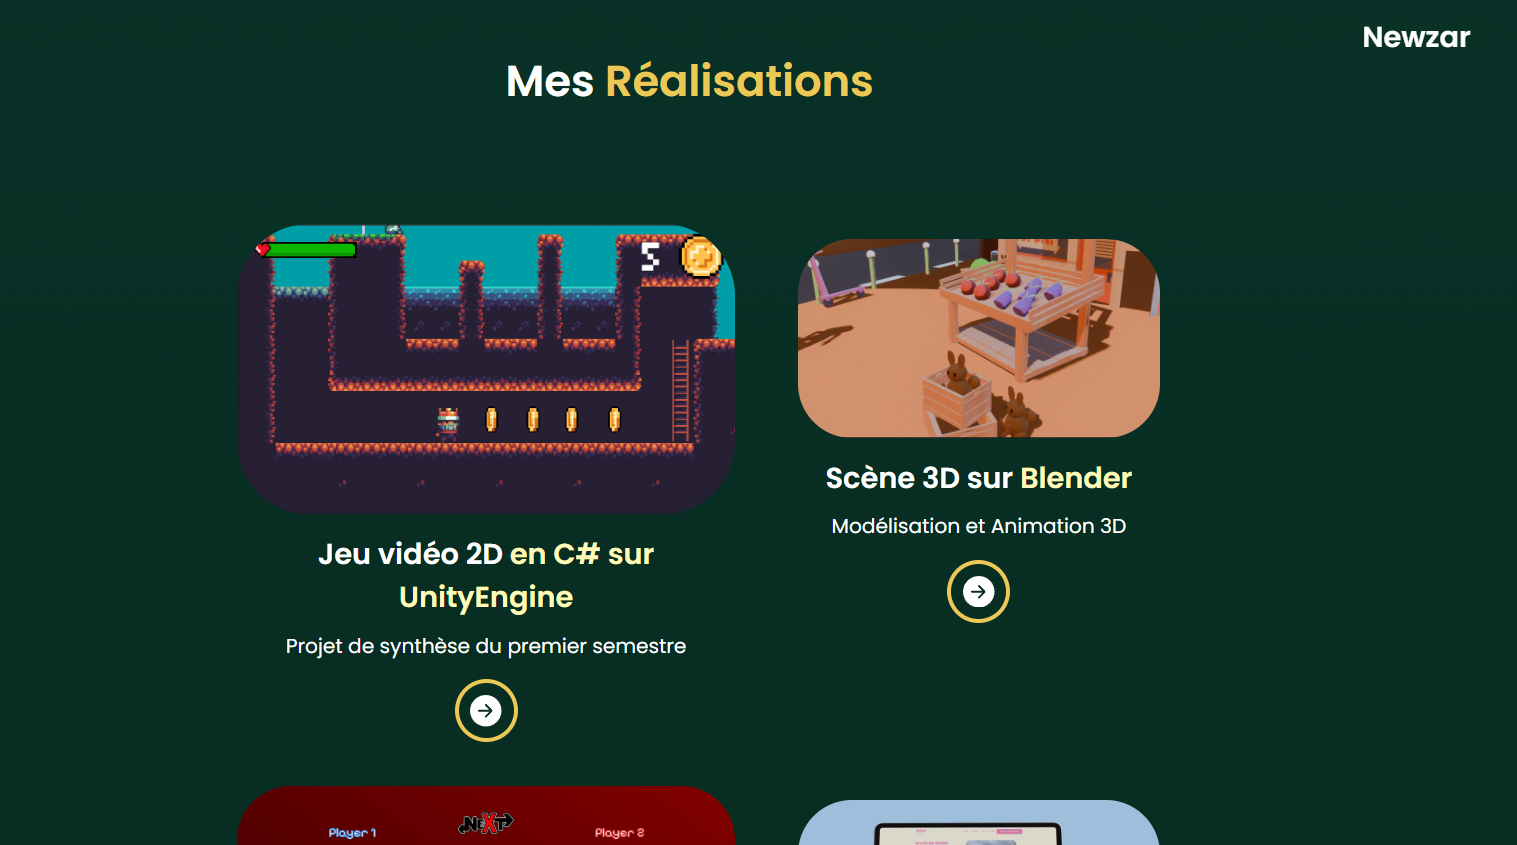 Newzar
Mes Réalisations
5
Jeu vidéo 2D en C# sur
UnityEngine
Projet de synthèse du premier semestre
Scène 3D sur Blender
Modélisation et Animation 3D
Player 1
NEXT
Player 2